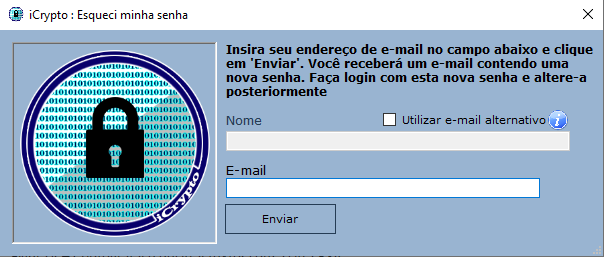 iCrypto : Esqueci minha senha
Insira seu endereço de e-mail no campo abaixo e clique
em 'Enviar'. Você receberá um e-mail contendo uma
nova senha. Faça login com esta nova senha e altere-a
posteriormente
Nome
Utilizar e-mail alternativo
E-mail
Enviar
iCrypto